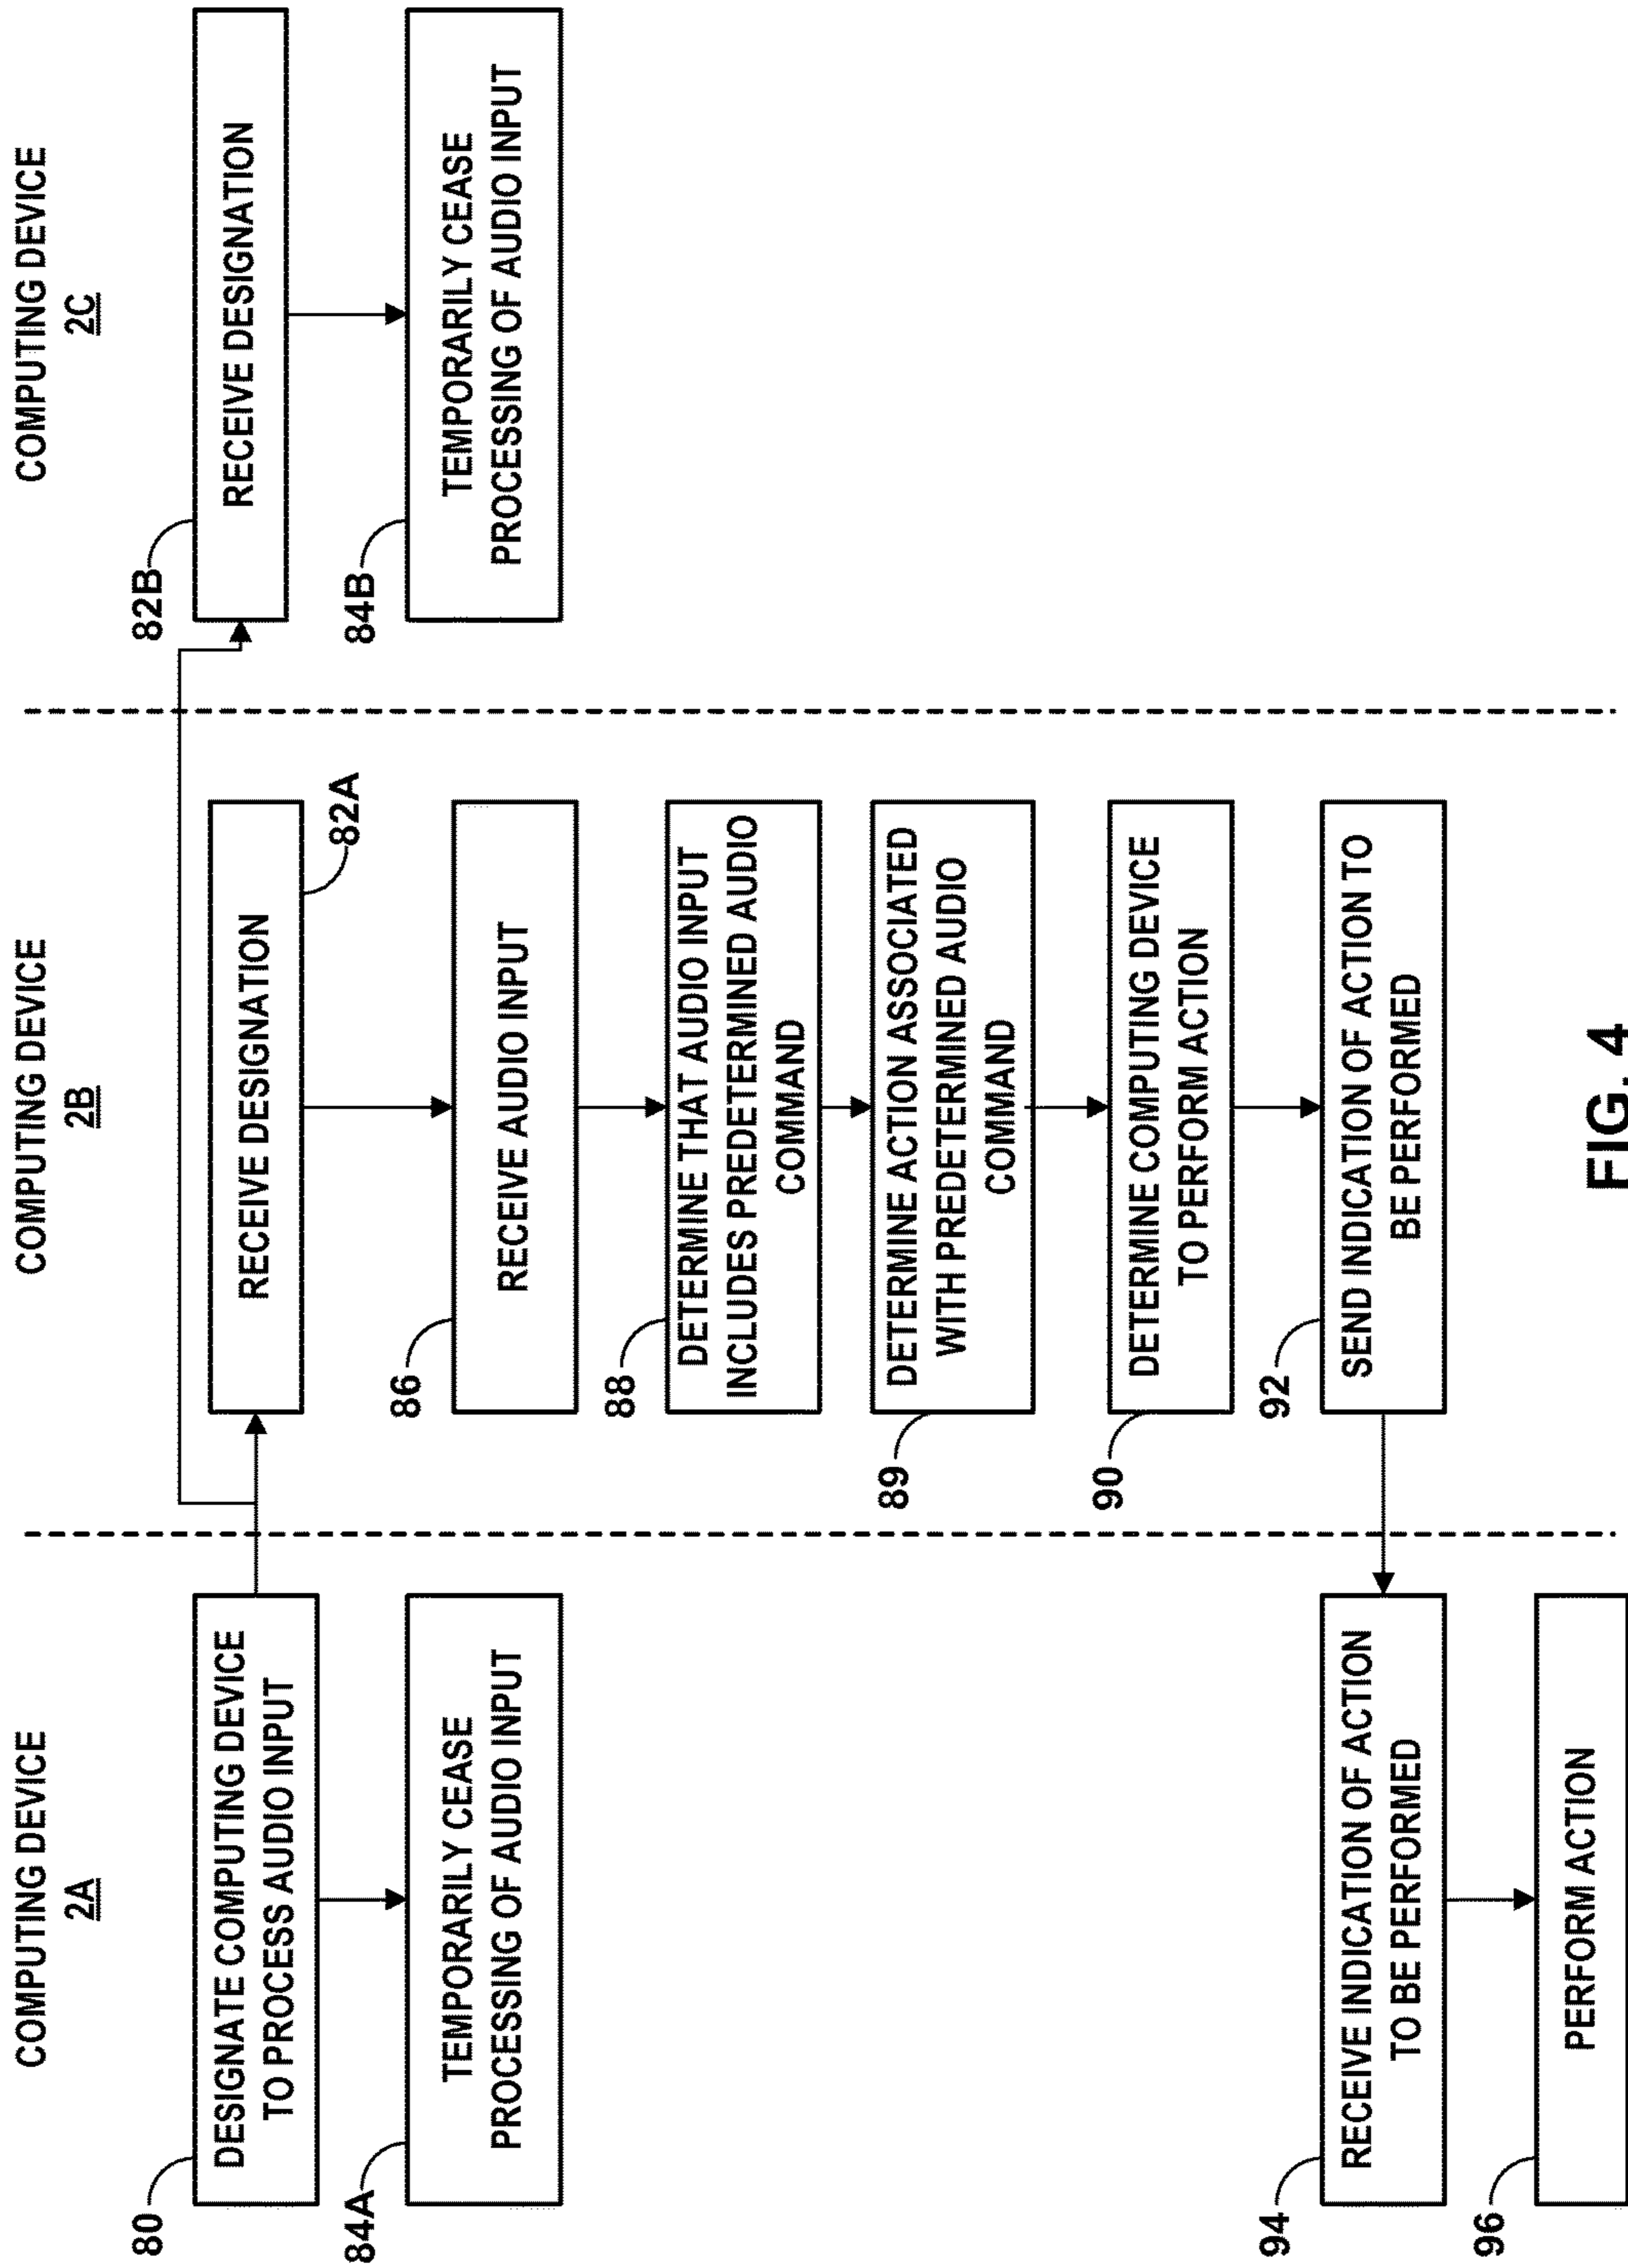 COMPUTING DEVICE
2A
80
DESIGNATE COMPUTING DEVICE
TO PROCESS AUDIO INPUT
84A
TEMPORARILY CEASE
PROCESSING OF AUDIO INPUT
94
RECEIVE INDICATION OF ACTION
TO BE PERFORMED
96
PERFORM ACTION
COMPUTING DEVICE
2B
RECEIVE DESIGNATION
82A
86
RECEIVE AUDIO INPUT
88
DETERMINE THAT AUDIO INPUT
INCLUDES PREDETERMINED AUDIO
COMMAND
89
DETERMINE ACTION ASSOCIATED
WITH PREDETERMINED AUDIO
COMMAND
90
DETERMINE COMPUTING DEVICE
TO PERFORM ACTION
92
SEND INDICATION OF ACTION TO
BE PERFORMED
COMPUTING DEVICE
2C
82B
RECEIVE DESIGNATION
84B
TEMPORARILY CEASE
PROCESSING OF AUDIO INPUT
FIG. 4